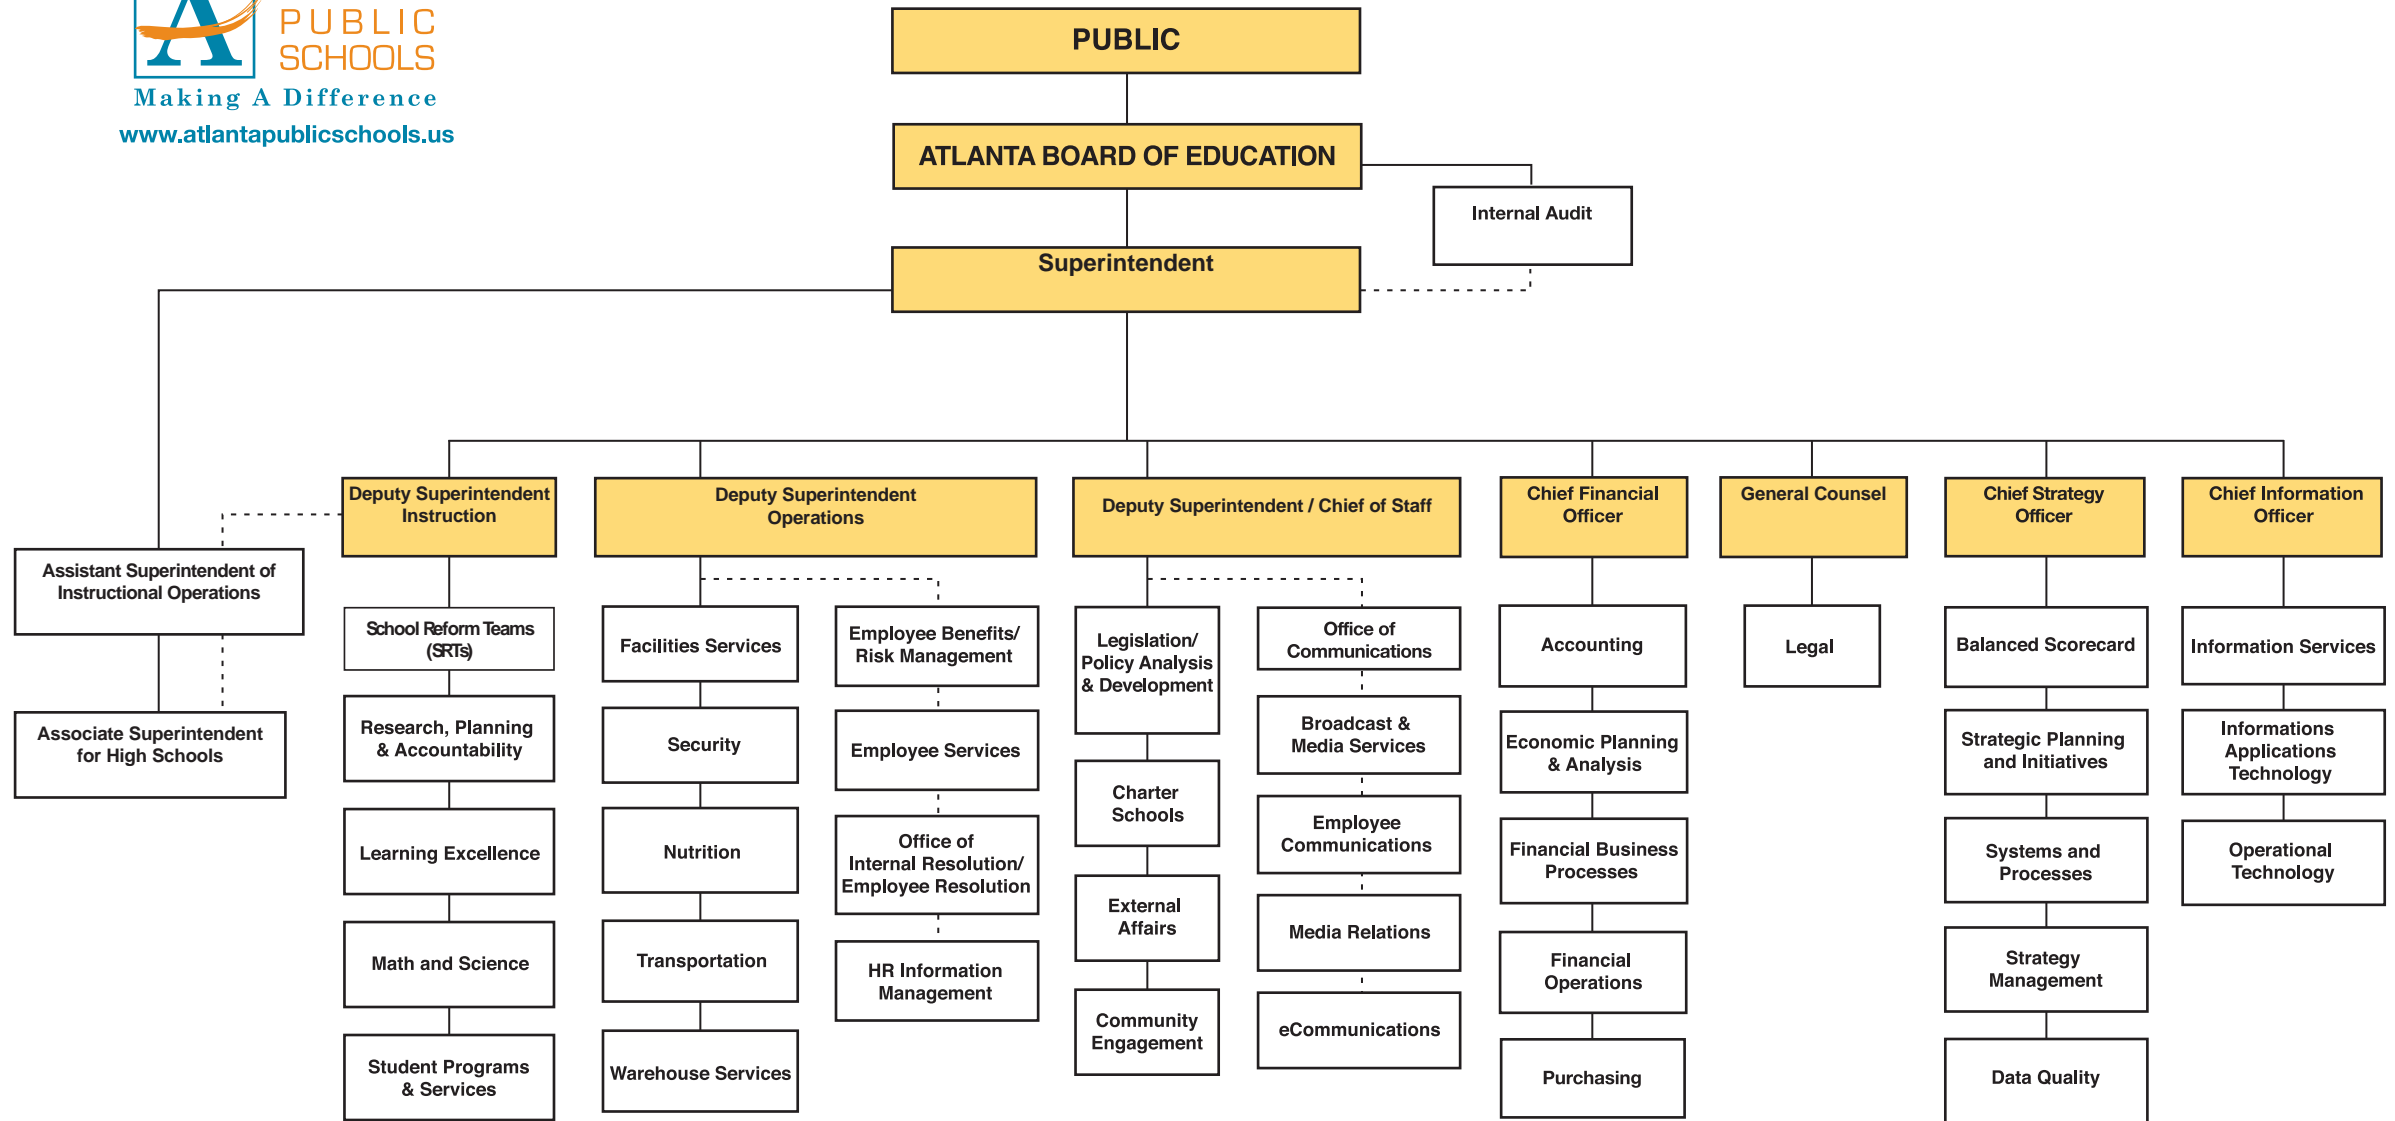 PUBLIC
SCHOOLS
Making A Difference
www.atlantapublicschools.us
PUBLIC
ATLANTA BOARD OF EDUCATION
Internal Audit
Superintendent
Deputy Superintendent
Instruction
Deputy Superintendent
Operations
Deputy Superintendent / Chief of Staff
Chief Financial
Officer
General Counsel
Chief Strategy
Officer
Chief Information
Officer
Assistant Superintendent of
Instructional Operations
Associate Superintendent
for High Schools
School Reform Teams
(SRTs)
Research, Planning
& Accountability
Learning Excellence
Math and Science
Student Programs
& Services
Facilities Services
Security
Nutrition
Transportation
Warehouse Services
Employee Benefits/
Risk Management
Employee Services
Office of
Internal Resolution/
Employee Resolution
HR Information
Management
Legislation/
Policy Analysis
& Development
Charter
Schools
External
Affairs
Community
Engagement
Office of
Communications
Broadcast &
Media Services
Employee
Communications
Media Relations
eCommunications
Accounting
Economic Planning
& Analysis
Financial Business
Processes
Financial
Operations
Purchasing
Legal
Balanced Scorecard
Strategic Planning
and Initiatives
Systems and
Processes
Strategy
Management
Data Quality
Information Services
Informations
Applications
Technology
Operational
Technology